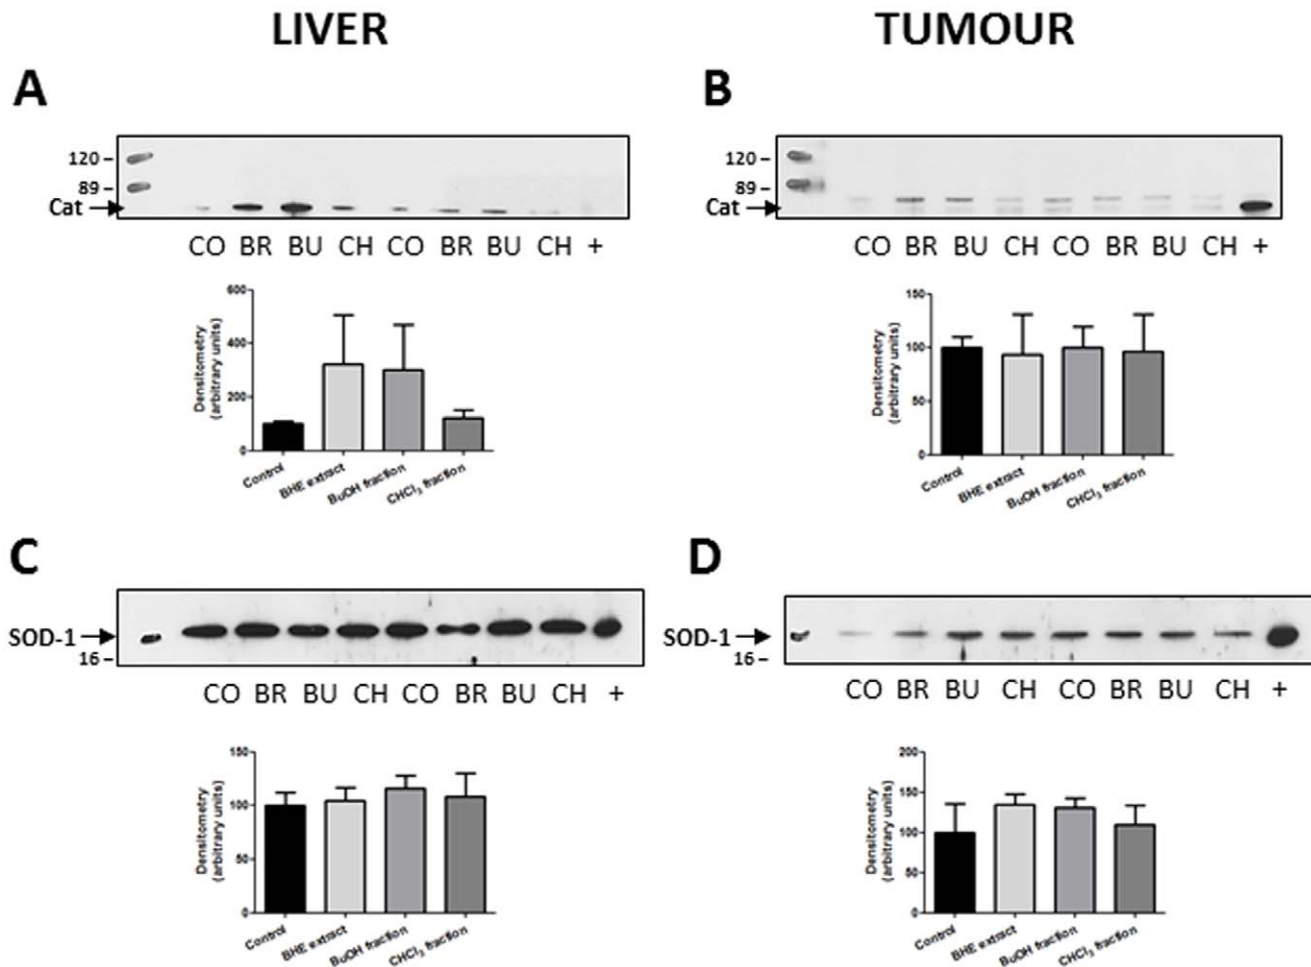 LIVER
TUMOUR
A
120 –
89 –
Cat
CO BR BU CH CO BR BU CH +
Densitometry
(arbitrary units)
600
400
200
0
Control
BHE extract
BuOH fraction
CHCl₃ fraction
B
120 –
89 –
Cat
CO BR BU CH CO BR BU CH +
Densitometry
(arbitrary units)
150
100
50
0
Control
BHE extract
BuOH fraction
CHCl₃ fraction
C
SOD-1
16 –
CO BR BU CH CO BR BU CH +
Densitometry
(arbitrary units)
150
100
50
0
Control
BHE extract
BuOH fraction
CHCl₃ fraction
D
SOD-1
16 –
CO BR BU CH CO BR BU CH +
Densitometry
(arbitrary units)
200
150
100
50
0
Control
BHE extract
BuOH fraction
CHCl₃ fraction